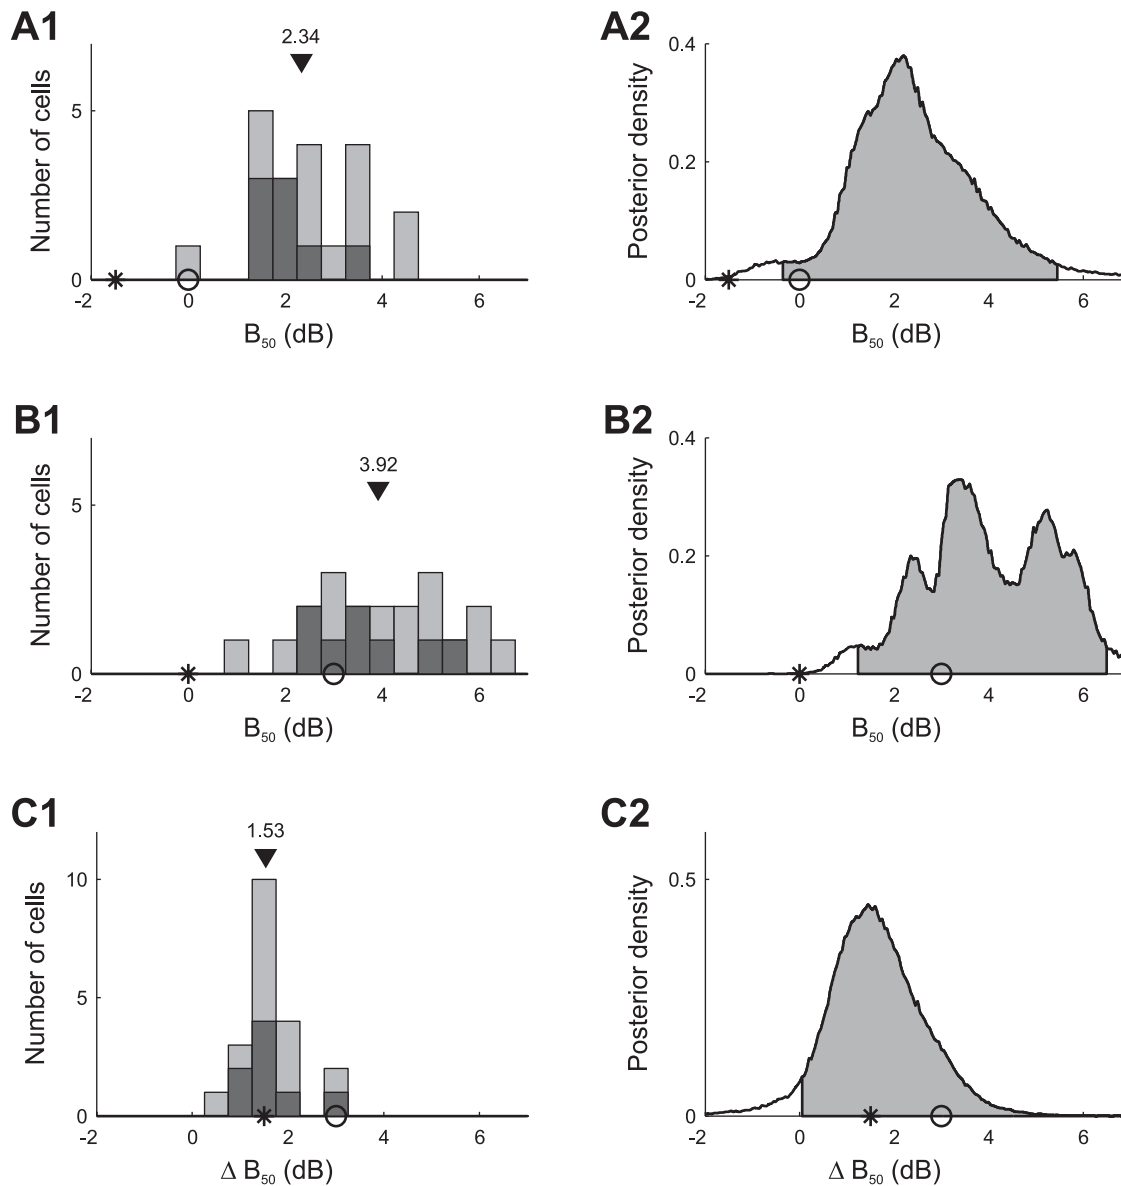 A1
2.34
Number of cells
5
0
-2 0 2 4 6
B50 (dB)
A2
Posterior density
0.4
0.2
0
-2 0 2 4 6
B50 (dB)
B1
3.92
Number of cells
5
0
-2 0 2 4 6
B50 (dB)
B2
Posterior density
0.4
0.2
0
-2 0 2 4 6
B50 (dB)
C1
1.53
Number of cells
10
5
0
-2 0 2 4 6
Δ B50 (dB)
C2
Posterior density
0.5
0
-2 0 2 4 6
Δ B50 (dB)